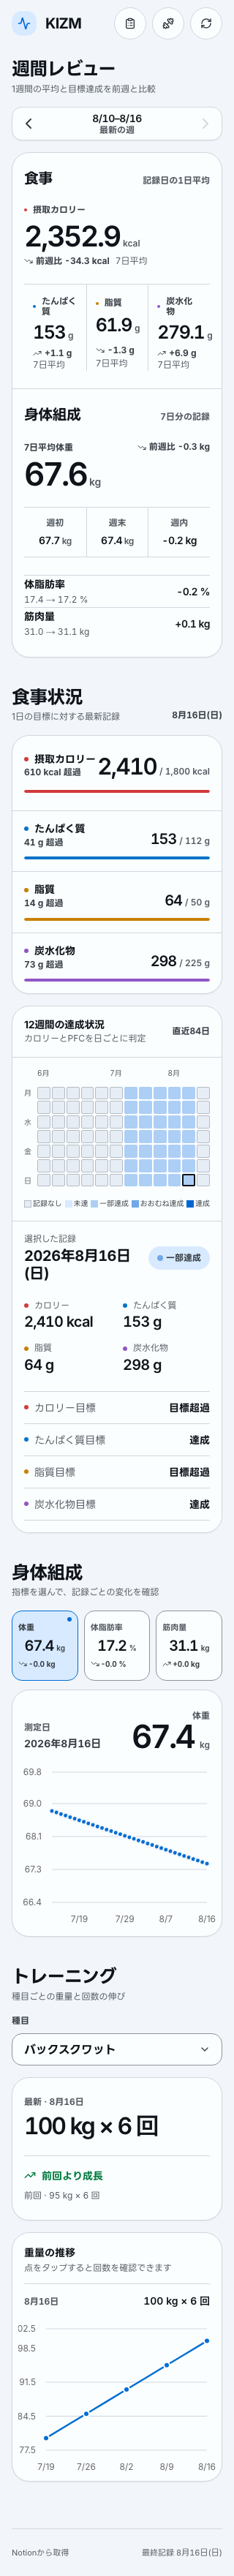 KIZM
週間レビュー
1週間の平均と目標達成を前週と比較
8/10–8/16
最新の週
食事
記録日の1日平均
摂取カロリー
2,352.9 kcal
前週比 -34.3 kcal 7日平均
たんぱく質
153 g
+1.1 g
7日平均
脂質
61.9 g
-1.3 g
7日平均
炭水化物
279.1 g
+6.9 g
7日平均
身体組成
7日分の記録
7日平均体重
前週比 -0.3 kg
67.6 kg
週初
67.7 kg
週末
67.4 kg
週内
-0.2 kg
体脂肪率
17.4 → 17.2 %
-0.2 %
筋肉量
31.0 → 31.1 kg
+0.1 kg
食事状況
1日の目標に対する最新記録
8月16日(日)
摂取カロリー
610 kcal 超過
2,410 / 1,800 kcal
たんぱく質
41 g 超過
153 / 112 g
脂質
14 g 超過
64 / 50 g
炭水化物
73 g 超過
298 / 225 g
12週間の達成状況
カロリーとPFCを日ごとに判定
直近84日
6月 7月 8月
月
水
金
日
記録なし 未達 一部達成 おおむね達成 達成
選択した記録
2026年8月16日
(日)
一部達成
カロリー
2,410 kcal
たんぱく質
153 g
脂質
64 g
炭水化物
298 g
カロリー目標 目標超過
たんぱく質目標 達成
脂質目標 目標超過
炭水化物目標 達成
身体組成
指標を選んで、記録ごとの変化を確認
体重
67.4 kg
-0.0 kg
体脂肪率
17.2 %
-0.0 %
筋肉量
31.1 kg
+0.0 kg
測定日
2026年8月16日
体重
67.4 kg
69.8
69.0
68.1
67.3
66.4
7/19 7/29 8/7 8/16
トレーニング
種目ごとの重量と回数の伸び
種目
バックスクワット
最新 · 8月16日
100 kg × 6 回
前回より成長
前回 · 95 kg × 6 回
重量の推移
点をタップすると回数を確認できます
8月16日
100 kg × 6 回
02.5
98.5
91.5
84.5
77.5
7/19 7/26 8/2 8/9 8/16
Notionから取得
最終記録 8月16日(日)